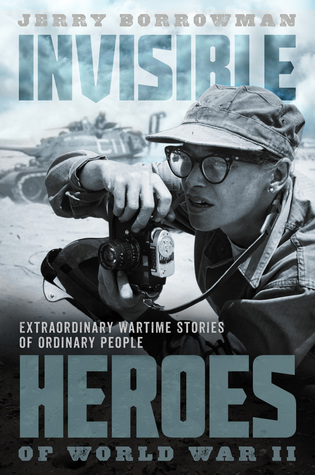 JERRY BORROWMAN
INVISIBLE
EXTRAORDINARY WARTIME STORIES
OF ORDINARY PEOPLE
HEROES
OF WORLD WAR II